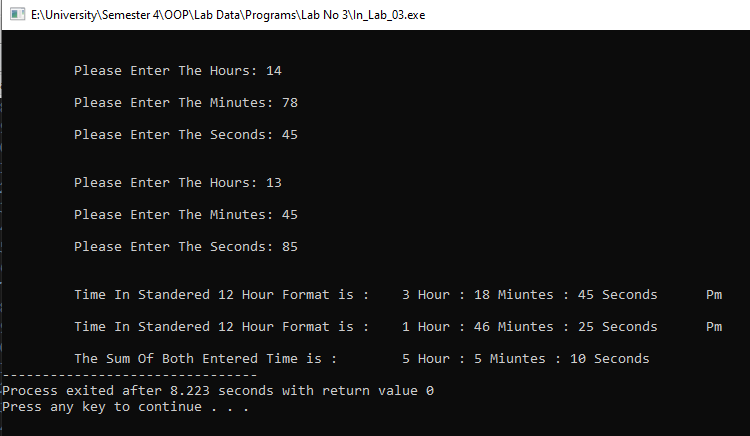 E:\University\Semester 4\OOP\Lab Data\Programs\Lab No 3\In_Lab_03.exe
Please Enter The Hours: 14
Please Enter The Minutes: 78
Please Enter The Seconds: 45
Please Enter The Hours: 13
Please Enter The Minutes: 45
Please Enter The Seconds: 85
Time In Standered 12 Hour Format is :    3 Hour : 18 Miuntes : 45 Seconds      Pm
Time In Standered 12 Hour Format is :    1 Hour : 46 Miuntes : 25 Seconds      Pm
The Sum Of Both Entered Time is :        5 Hour : 5 Miuntes : 10 Seconds
--------------------------------
Process exited after 8.223 seconds with return value 0
Press any key to continue . . .